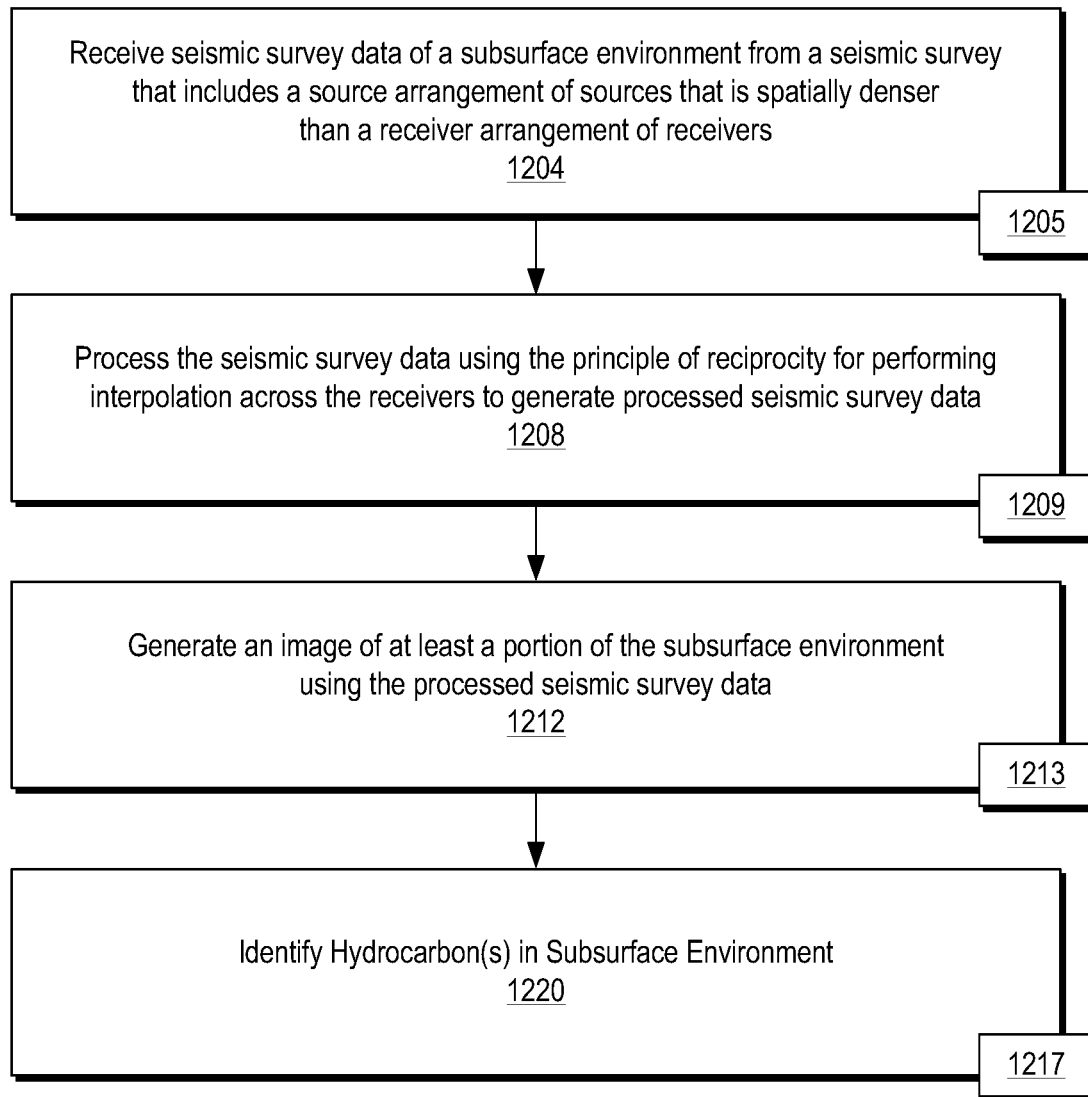 Receive seismic survey data of a subsurface environment from a seismic survey
that includes a source arrangement of sources that is spatially denser
than a receiver arrangement of receivers
1204
1205
Process the seismic survey data using the principle of reciprocity for performing
interpolation across the receivers to generate processed seismic survey data
1208
1209
Generate an image of at least a portion of the subsurface environment
using the processed seismic survey data
1212
1213
Identify Hydrocarbon(s) in Subsurface Environment
1220
1217